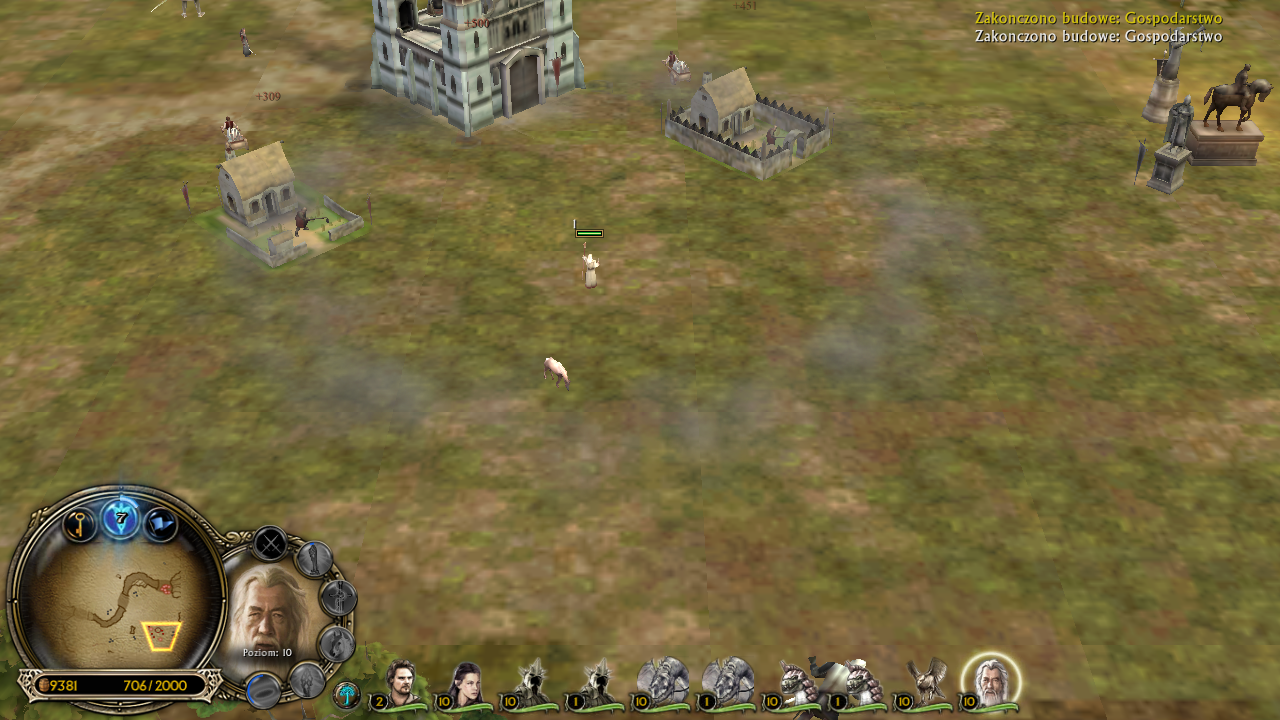 +451
Zakonczono budowe: Gospodarstwo
+500
Zakonczono budowe: Gospodarstwo
+309
7
Poziom: 10
9381 706/2000
2 10 10 1 10 1 10 1 10 10